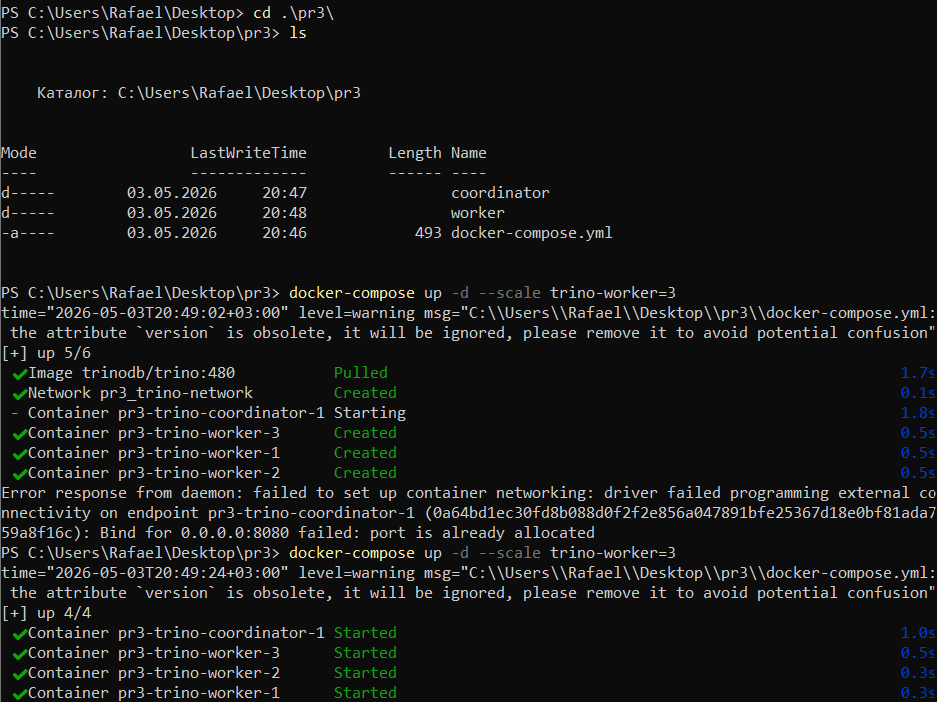 PS C:\Users\Rafael\Desktop> cd .\pr3\
PS C:\Users\Rafael\Desktop\pr3> ls
Каталог: C:\Users\Rafael\Desktop\pr3
Mode LastWriteTime Length Name
---- ------------- ------ ----
d----- 03.05.2026 20:47 coordinator
d----- 03.05.2026 20:48 worker
-a---- 03.05.2026 20:46 493 docker-compose.yml
PS C:\Users\Rafael\Desktop\pr3> docker-compose up -d --scale trino-worker=3
time="2026-05-03T20:49:02+03:00" level=warning msg="C:\\Users\\Rafael\\Desktop\\pr3\\docker-compose.yml:
the attribute `version` is obsolete, it will be ignored, please remove it to avoid potential confusion"
[+] up 5/6
✔Image trinodb/trino:480 Pulled 1.7s
✔Network pr3_trino-network Created 0.1s
- Container pr3-trino-coordinator-1 Starting 1.8s
✔Container pr3-trino-worker-3 Created 0.5s
✔Container pr3-trino-worker-1 Created 0.5s
✔Container pr3-trino-worker-2 Created 0.5s
Error response from daemon: failed to set up container networking: driver failed programming external co
nnectivity on endpoint pr3-trino-coordinator-1 (0a64bd1ec30fd8b088d0f2f2e856a047891bfe25367d18e0bf81ada7
59a8f16c): Bind for 0.0.0.0:8080 failed: port is already allocated
PS C:\Users\Rafael\Desktop\pr3> docker-compose up -d --scale trino-worker=3
time="2026-05-03T20:49:24+03:00" level=warning msg="C:\\Users\\Rafael\\Desktop\\pr3\\docker-compose.yml:
the attribute `version` is obsolete, it will be ignored, please remove it to avoid potential confusion"
[+] up 4/4
✔Container pr3-trino-coordinator-1 Started 1.0s
✔Container pr3-trino-worker-3 Started 0.5s
✔Container pr3-trino-worker-2 Started 0.3s
✔Container pr3-trino-worker-1 Started 0.3s